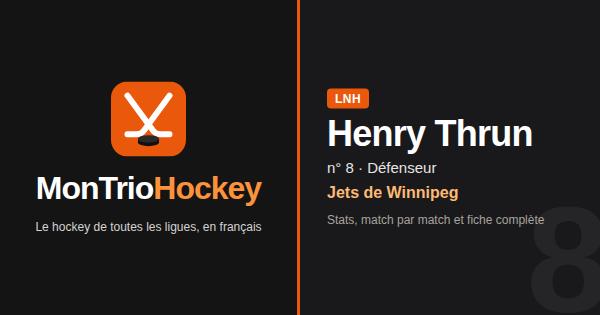 MonTrioHockey
Le hockey de toutes les ligues, en français
LNH
Henry Thrun
n° 8 · Défenseur
Jets de Winnipeg
Stats, match par match et fiche complète
8